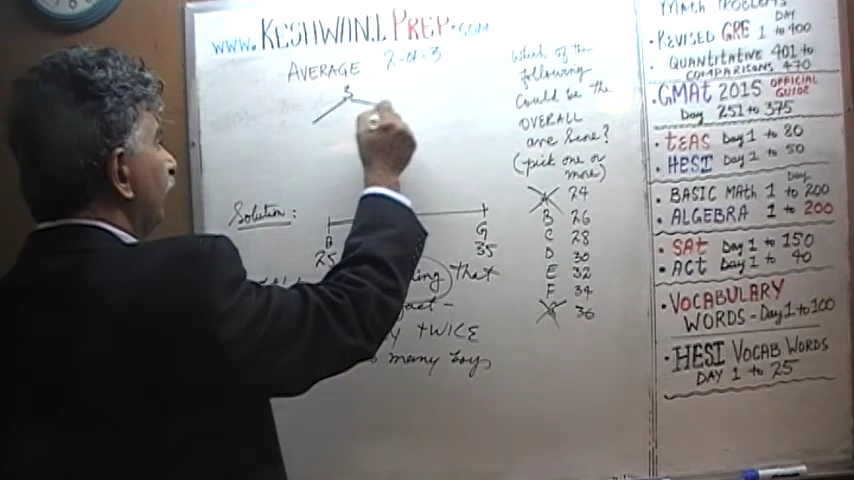 www.KESHWANI PREP.COM
AVERAGE 2-of-3
S
Solution:
B G
25 35
ing that
fact -
TWICE
many boys
Which of the
following
could be the
OVERALL
(pick one or
more)
A 24
B 26
C 28
D 30
E 32
F 34
G 36
MATH PROBLEMS
DAY
• REVISED GRE 1 to 400
• QUANTITATIVE 401 to
COMPARISONS 470
• GMAT 2015 OFFICIAL
GUIDE
Day 251 to 375
• TEAS Day 1 to 80
• HESI Day 1 to 50
Day
• BASIC MATH 1 to 200
• ALGEBRA 1 to 200
• SAT Day 1 to 150
• ACT Day 1 to 40
• VOCABULARY
WORDS - Day 1 to 100
• HESI VOCAB WORDS
DAY 1 to 25